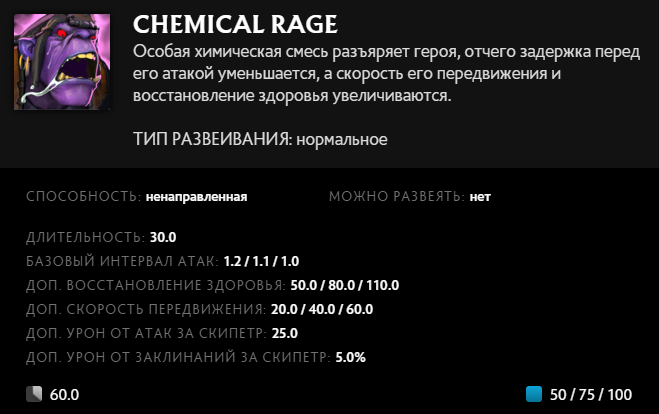 CHEMICAL RAGE
Особая химическая смесь разъяряет героя, отчего задержка перед
его атакой уменьшается, а скорость его передвижения и
восстановление здоровья увеличиваются.
ТИП РАЗВЕИВАНИЯ: нормальное
СПОСОБНОСТЬ: ненаправленная МОЖНО РАЗВЕЯТЬ: нет
ДЛИТЕЛЬНОСТЬ: 30.0
БАЗОВЫЙ ИНТЕРВАЛ АТАК: 1.2 / 1.1 / 1.0
ДОП. ВОССТАНОВЛЕНИЕ ЗДОРОВЬЯ: 50.0 / 80.0 / 110.0
ДОП. СКОРОСТЬ ПЕРЕДВИЖЕНИЯ: 20.0 / 40.0 / 60.0
ДОП. УРОН ОТ АТАК ЗА СКИПЕТР: 25.0
ДОП. УРОН ОТ ЗАКЛИНАНИЙ ЗА СКИПЕТР: 5.0%
60.0 50 / 75 / 100